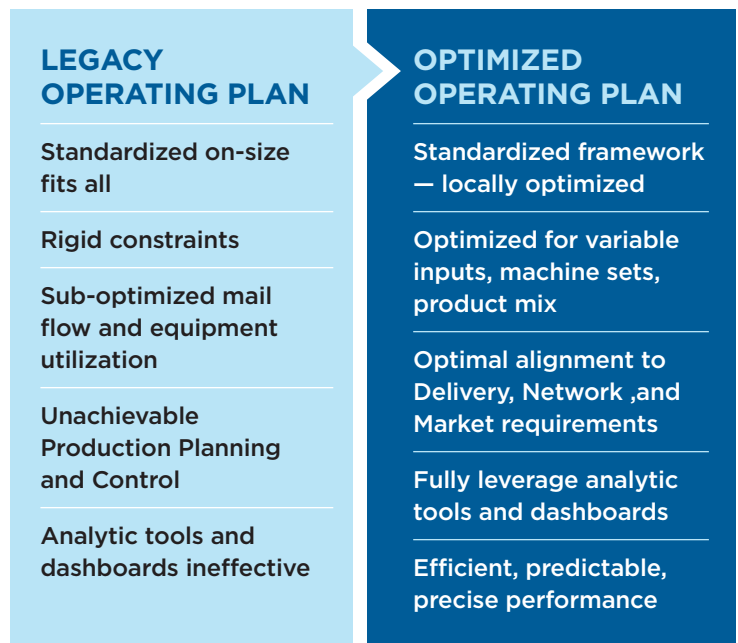 LEGACY
OPERATING PLAN
Standardized on-size
fits all
Rigid constraints
Sub-optimized mail
flow and equipment
utilization
Unachievable
Production Planning
and Control
Analytic tools and
dashboards ineffective
OPTIMIZED
OPERATING PLAN
Standardized framework
— locally optimized
Optimized for variable
inputs, machine sets,
product mix
Optimal alignment to
Delivery, Network ,and
Market requirements
Fully leverage analytic
tools and dashboards
Efficient, predictable,
precise performance